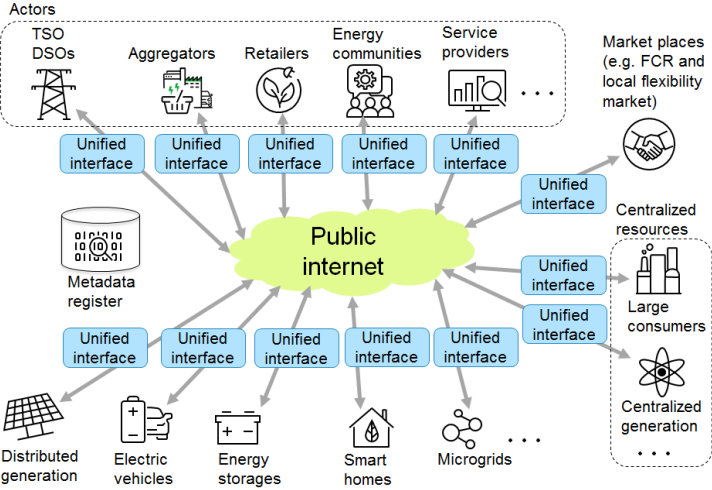 Actors
TSO
DSOs
Aggregators
Retailers
Energy
communities
Service
providers
...
Market places
(e.g. FCR and
local flexibility
market)
Unified
interface
Unified
interface
Unified
interface
Unified
interface
Unified
interface
Unified
interface
Metadata
register
Public
internet
Centralized
resources
Unified
interface
Large
consumers
Unified
interface
Unified
interface
Unified
interface
Unified
interface
Unified
interface
Unified
interface
Centralized
generation
...
Distributed
generation
Electric
vehicles
Energy
storages
Smart
homes
Microgrids
...